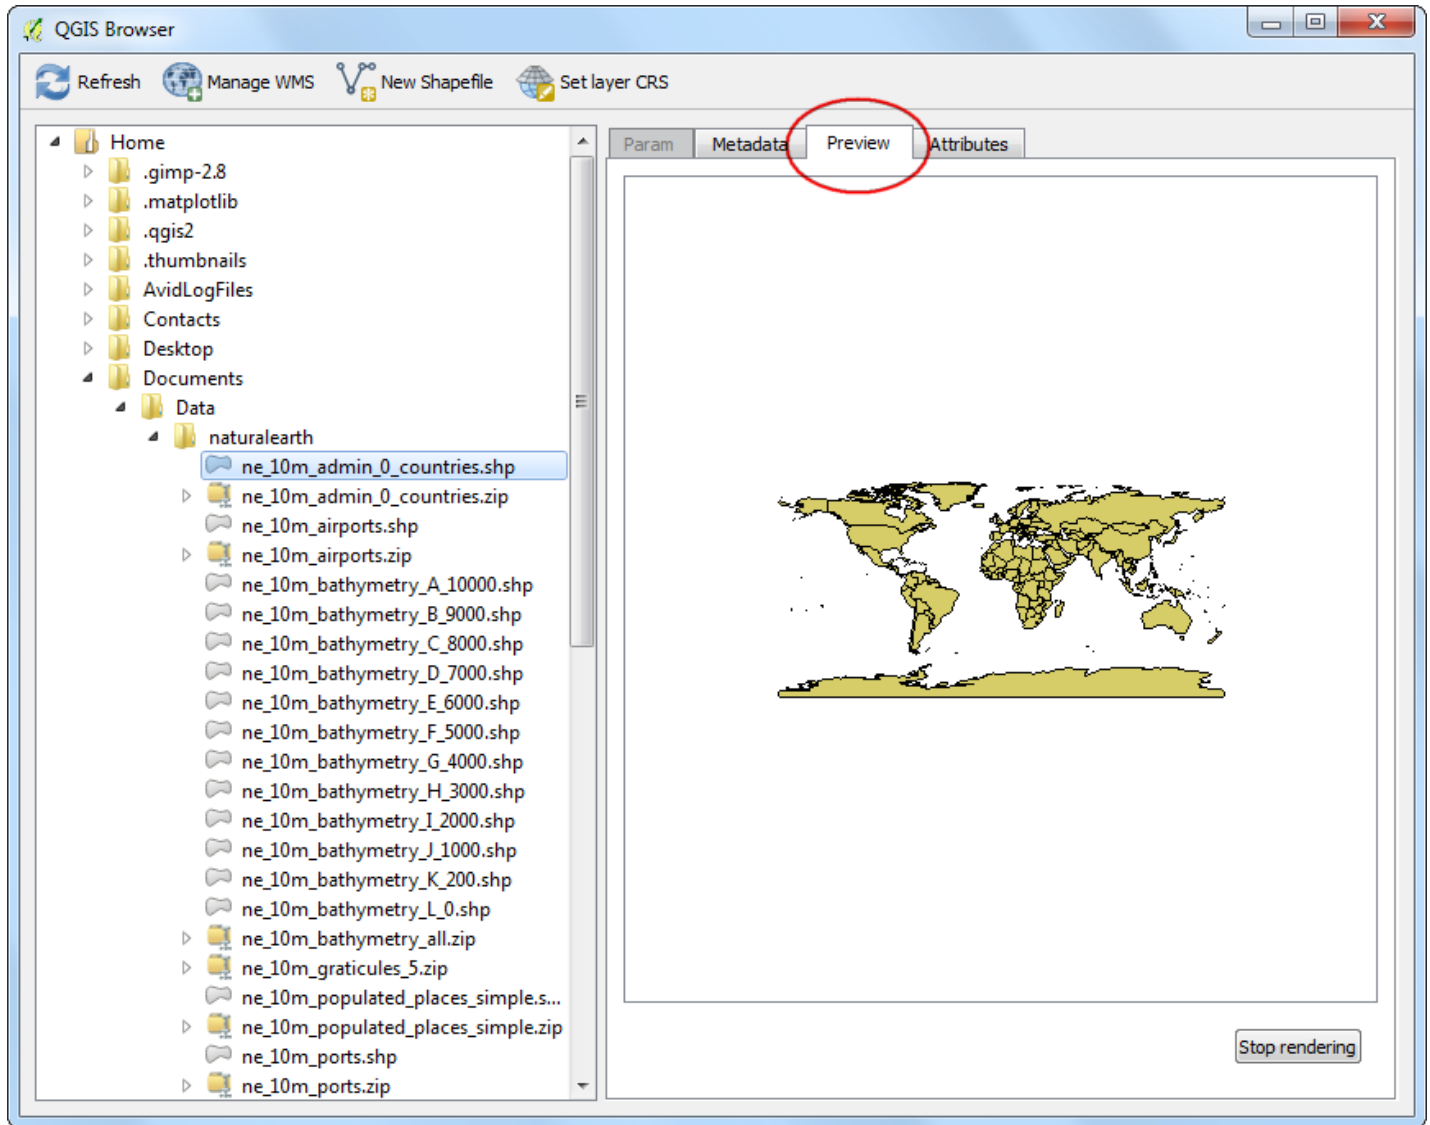 QGIS Browser
Refresh Manage WMS New Shapefile Set layer CRS
Home
.gimp-2.8
.matplotlib
.qgis2
.thumbnails
AvidLogFiles
Contacts
Desktop
Documents
Data
naturalearth
ne_10m_admin_0_countries.shp
ne_10m_admin_0_countries.zip
ne_10m_airports.shp
ne_10m_airports.zip
ne_10m_bathymetry_A_10000.shp
ne_10m_bathymetry_B_9000.shp
ne_10m_bathymetry_C_8000.shp
ne_10m_bathymetry_D_7000.shp
ne_10m_bathymetry_E_6000.shp
ne_10m_bathymetry_F_5000.shp
ne_10m_bathymetry_G_4000.shp
ne_10m_bathymetry_H_3000.shp
ne_10m_bathymetry_I_2000.shp
ne_10m_bathymetry_J_1000.shp
ne_10m_bathymetry_K_200.shp
ne_10m_bathymetry_L_0.shp
ne_10m_bathymetry_all.zip
ne_10m_graticules_5.zip
ne_10m_populated_places_simple.s...
ne_10m_populated_places_simple.zip
ne_10m_ports.shp
ne_10m_ports.zip
Param Metadata Preview Attributes
Stop rendering